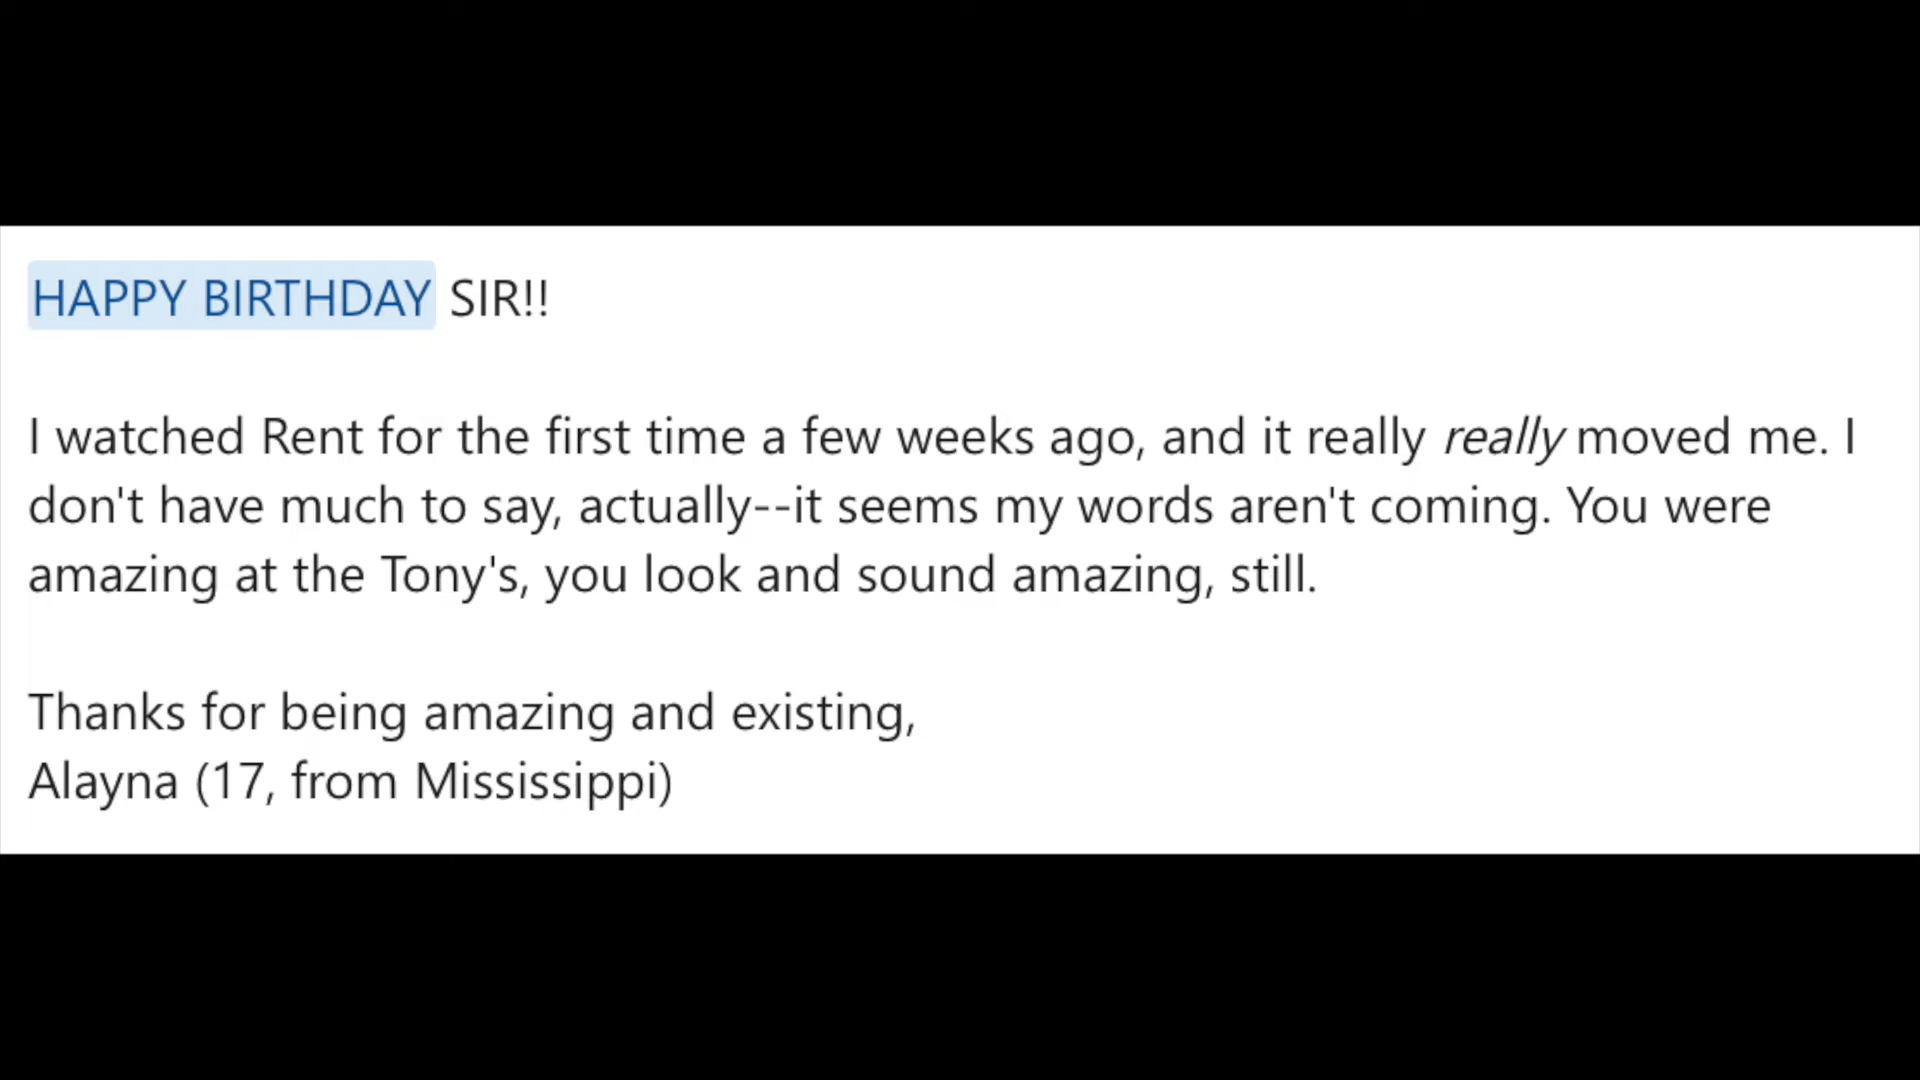 HAPPY BIRTHDAY SIR!!
I watched Rent for the first time a few weeks ago, and it really really moved me. I
don't have much to say, actually--it seems my words aren't coming. You were
amazing at the Tony's, you look and sound amazing, still.
Thanks for being amazing and existing,
Alayna (17, from Mississippi)